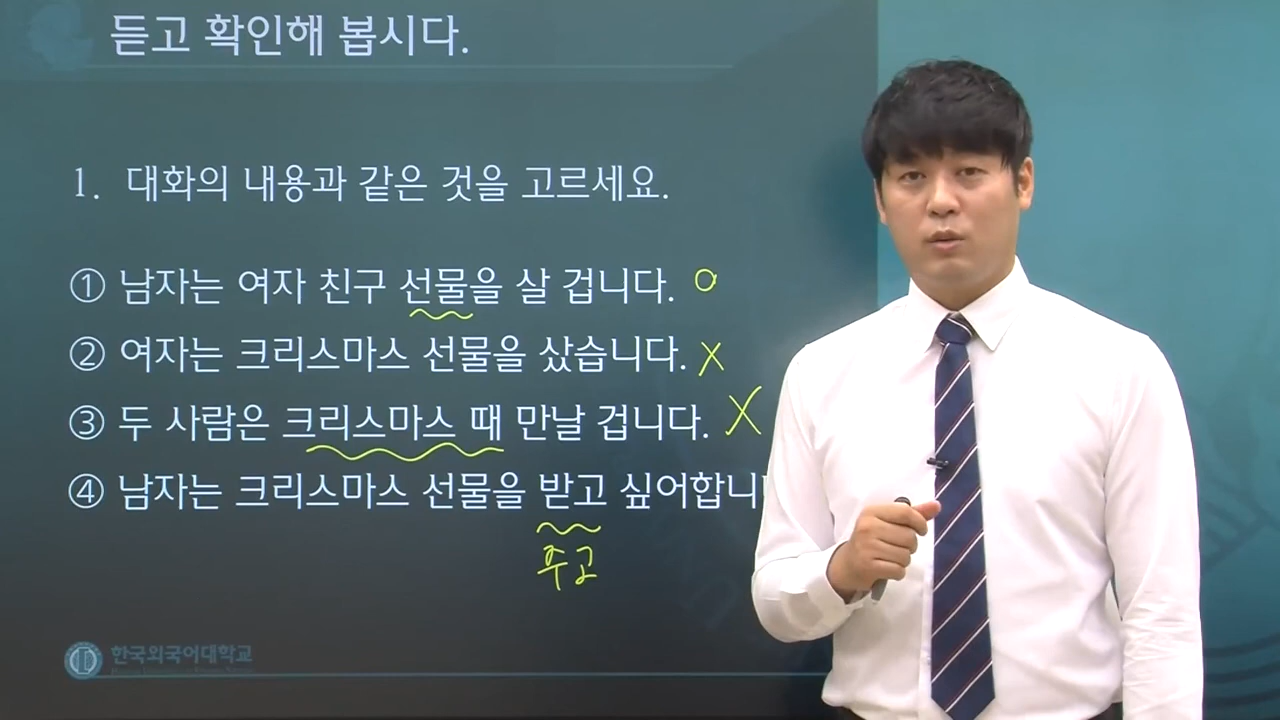 듣고 확인해 봅시다.
1. 대화의 내용과 같은 것을 고르세요.
① 남자는 여자 친구 선물을 살 겁니다. O
② 여자는 크리스마스 선물을 샀습니다. X
③ 두 사람은 크리스마스 때 만날 겁니다. X
④ 남자는 크리스마스 선물을 받고 싶어합니
주고
한국외국어대학교